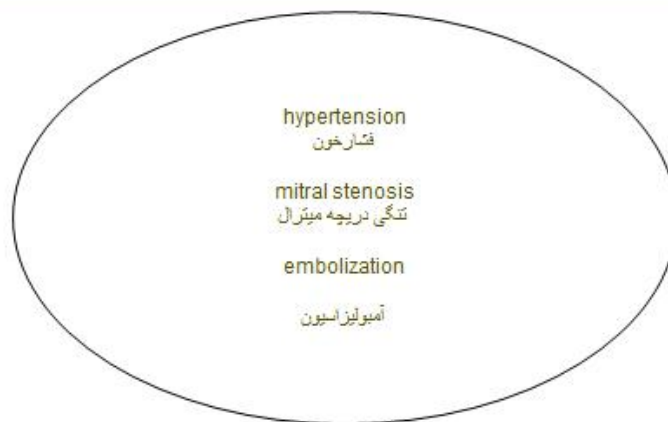 hypertension
فشارخون
mitral stenosis
تنگی دریچه میترال
embolization
آمبولیزاسیون